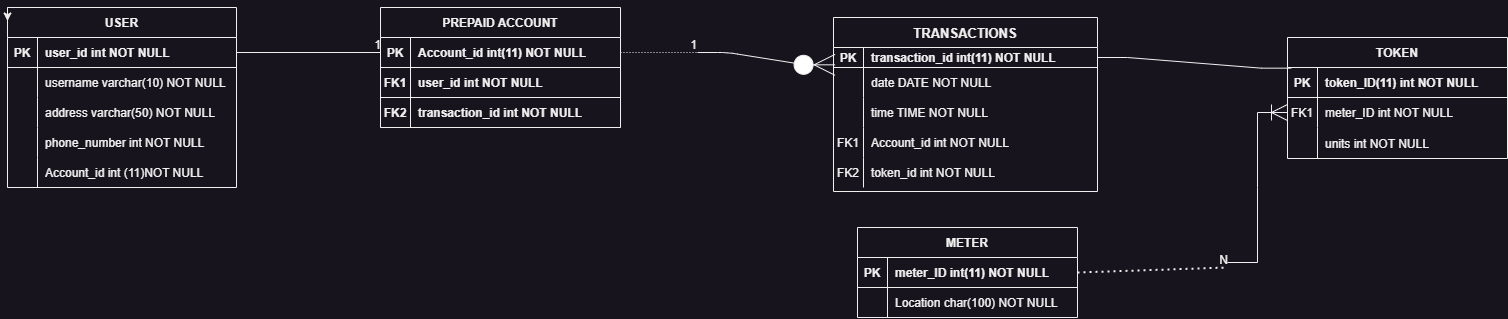 USER
PK user_id int NOT NULL
username varchar(10) NOT NULL
address varchar(50) NOT NULL
phone_number int NOT NULL
Account_id int (11)NOT NULL
1
PREPAID ACCOUNT
PK Account_id int(11) NOT NULL
FK1 user_id int NOT NULL
FK2 transaction_id int NOT NULL
1
TRANSACTIONS
PK transaction_id int(11) NOT NULL
date DATE NOT NULL
time TIME NOT NULL
FK1 Account_id int NOT NULL
FK2 token_id int NOT NULL
TOKEN
PK token_ID(11) int NOT NULL
FK1 meter_ID int NOT NULL
units int NOT NULL
METER
PK meter_ID int(11) NOT NULL
Location char(100) NOT NULL
N